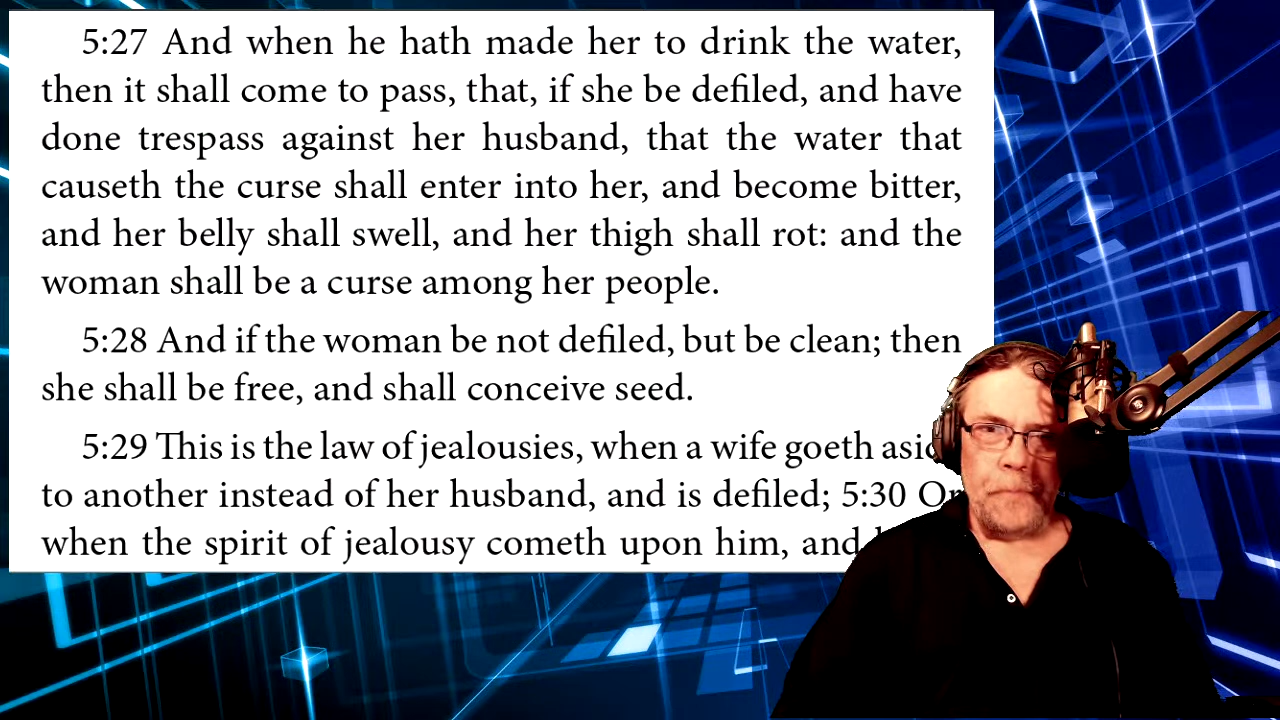 5:27 And when he hath made her to drink the water,
then it shall come to pass, that, if she be defiled, and have
done trespass against her husband, that the water that
causeth the curse shall enter into her, and become bitter,
and her belly shall swell, and her thigh shall rot: and the
woman shall be a curse among her people.
5:28 And if the woman be not defiled, but be clean; then
she shall be free, and shall conceive seed.
5:29 This is the law of jealousies, when a wife goeth
to another instead of her husband, and is defiled; 5:30 Or
when the spirit of jealousy cometh upon him, and